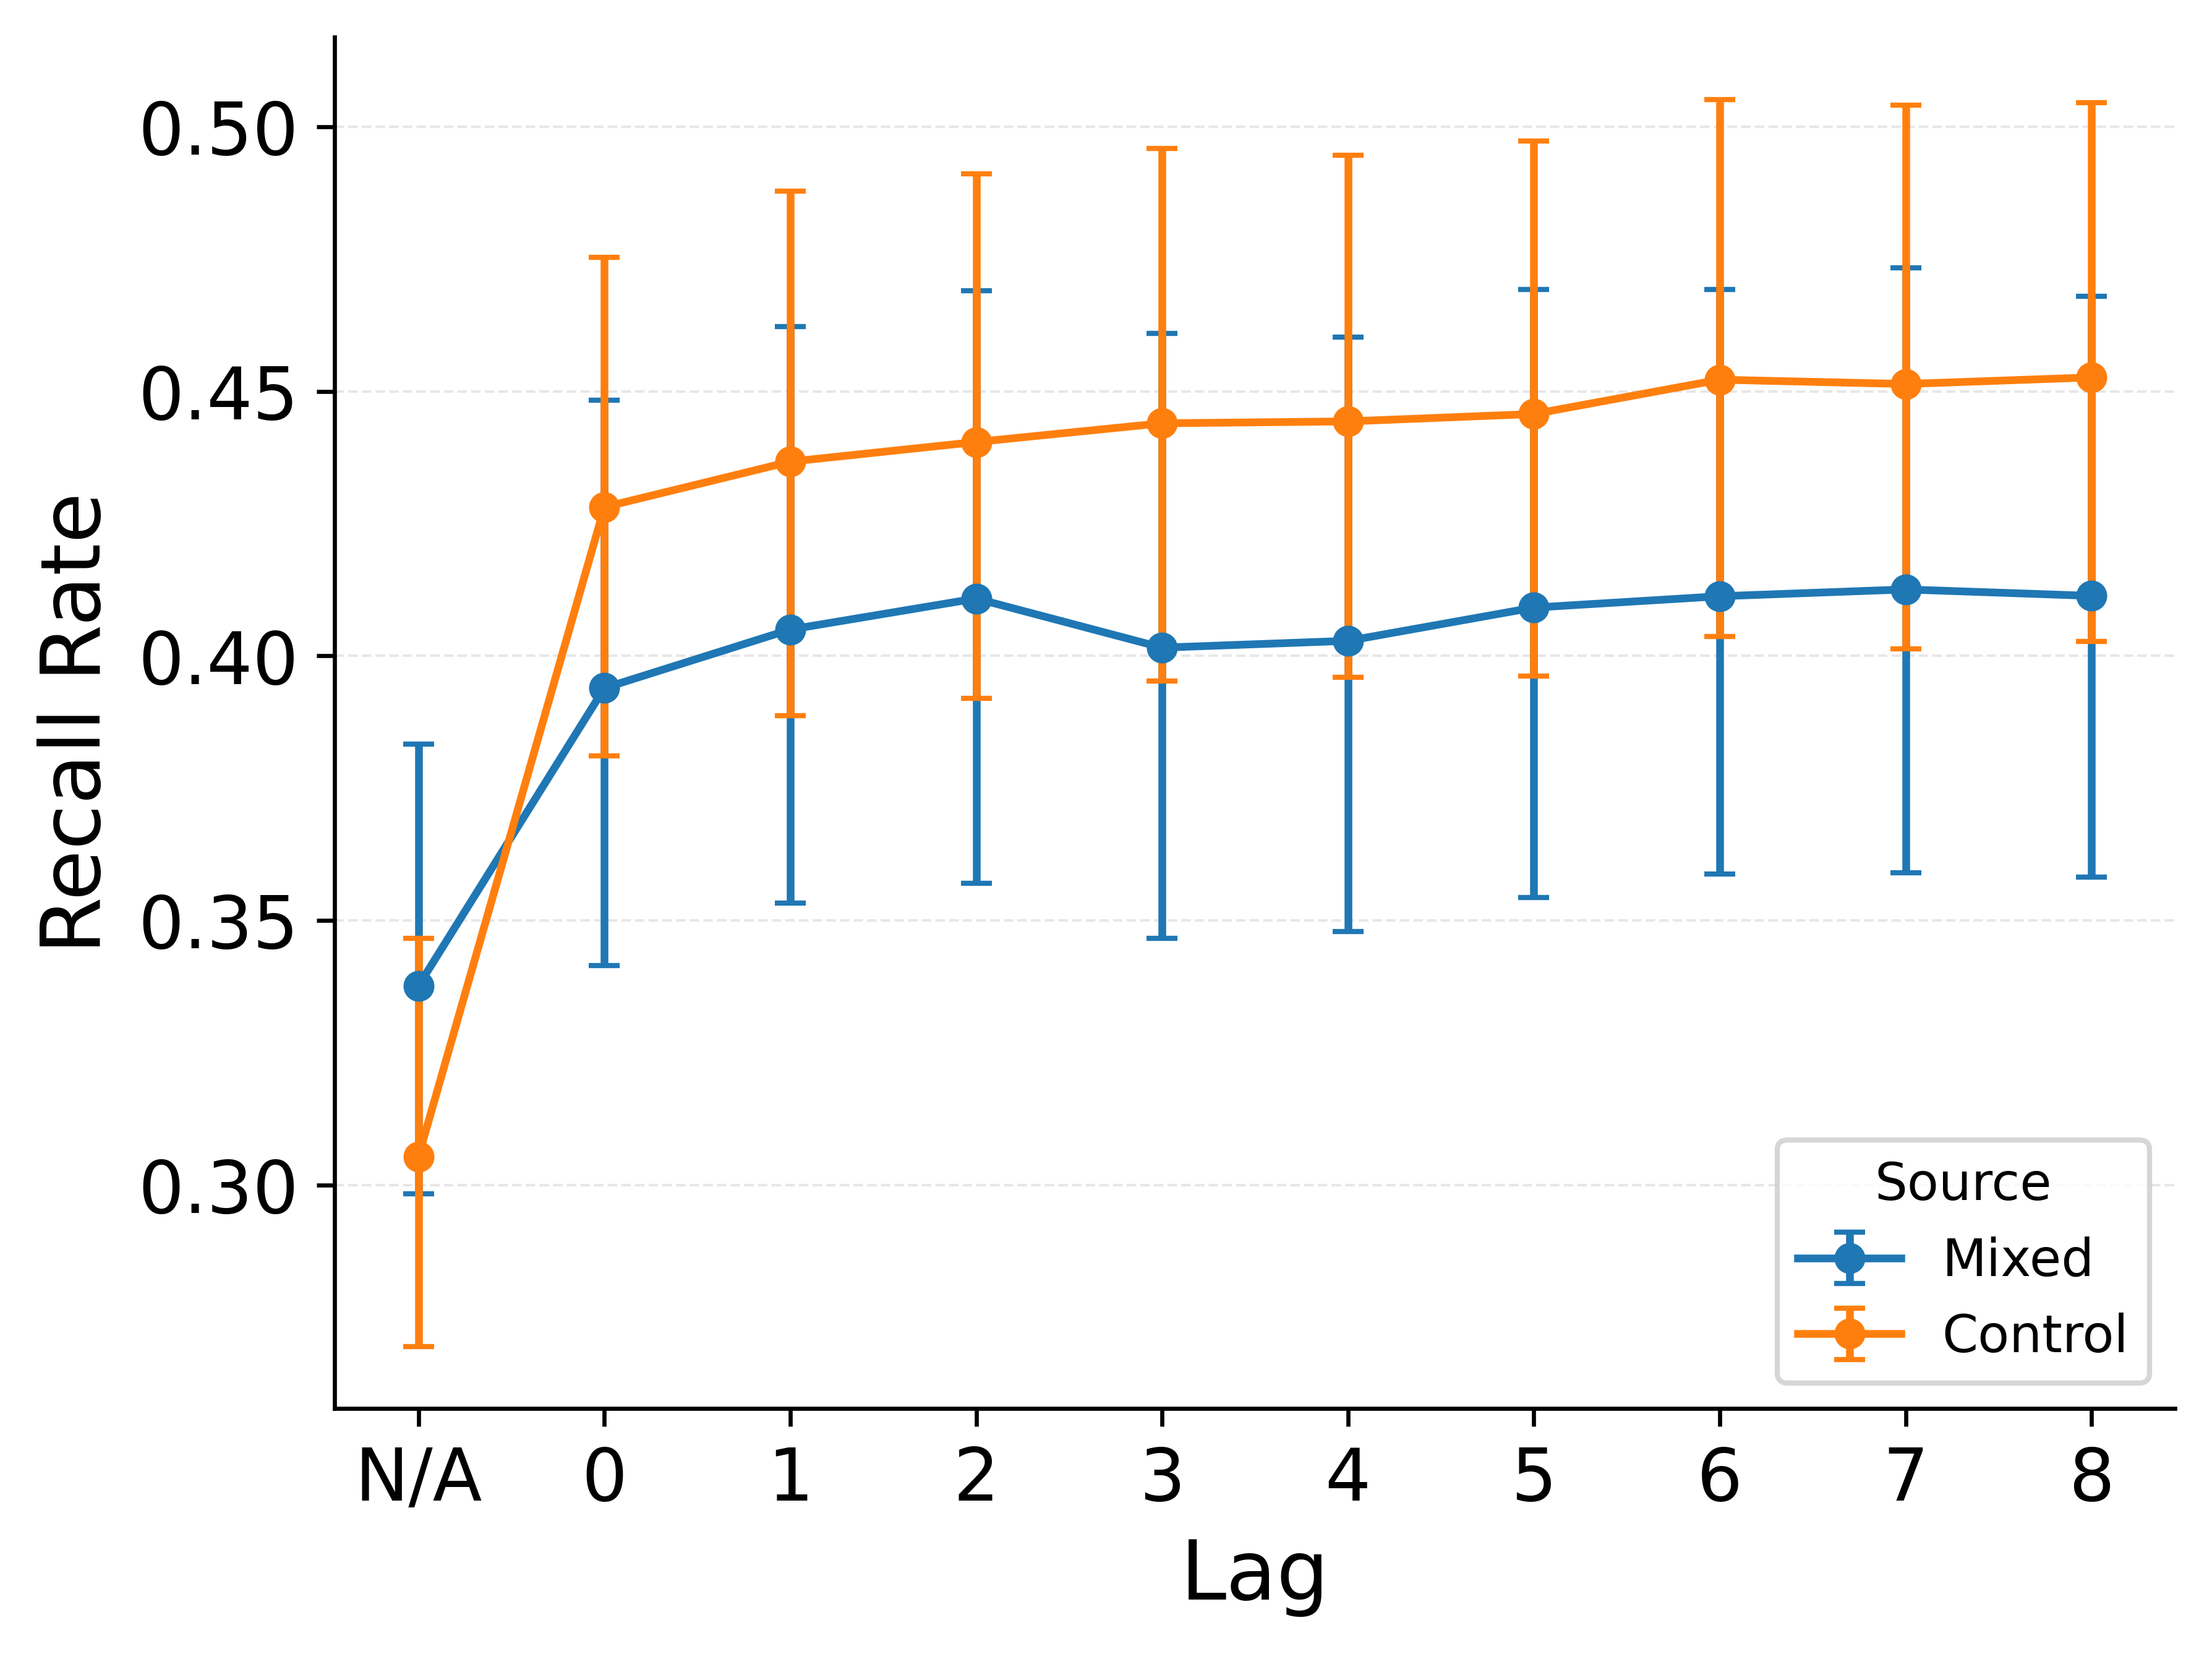 0.50
0.45
0.40
0.35
0.30
Recall Rate
N/A 0 1 2 3 4 5 6 7 8
Lag
Source
Mixed
Control